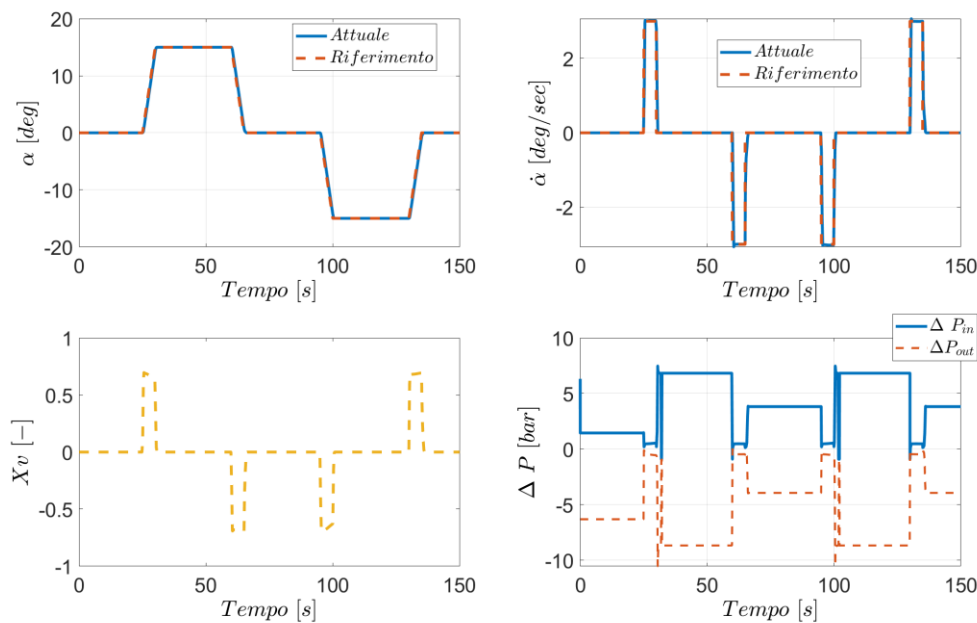 20
10
0
-10
-20
α [deg]
Attuale
Riferimento
0
50
100
150
Tempo [s]
2
0
-2
α̇ [deg/sec]
Attuale
Riferimento
0
50
100
150
Tempo [s]
1
0.5
0
-0.5
-1
Xv [−]
0
50
100
150
Tempo [s]
10
5
0
-5
-10
Δ P [bar]
Δ P_in
ΔP_out
0
50
100
150
Tempo [s]